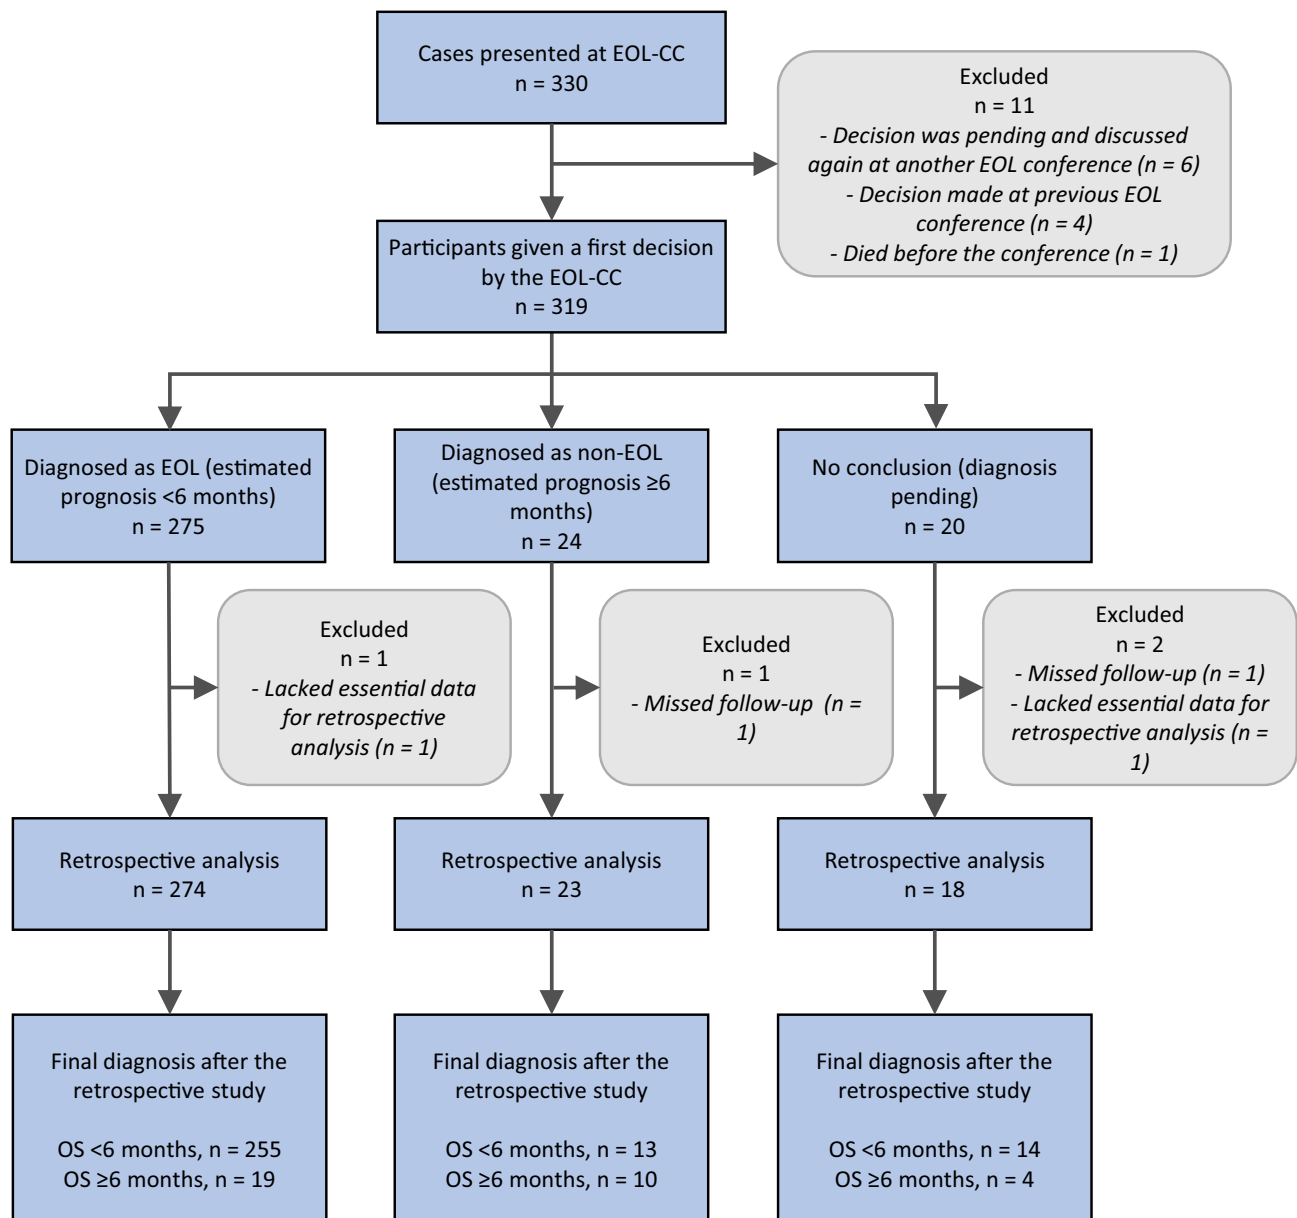 Cases presented at EOL-CC
n = 330
Excluded
n = 11
- Decision was pending and discussed
again at another EOL conference (n = 6)
- Decision made at previous EOL
conference (n = 4)
- Died before the conference (n = 1)
Participants given a first decision
by the EOL-CC
n = 319
Diagnosed as EOL (estimated
prognosis <6 months)
n = 275
Diagnosed as non-EOL
(estimated prognosis ≥6
months)
n = 24
No conclusion (diagnosis
pending)
n = 20
Excluded
n = 1
- Lacked essential data
for retrospective
analysis (n = 1)
Excluded
n = 1
- Missed follow-up (n =
1)
Excluded
n = 2
- Missed follow-up (n = 1)
- Lacked essential data for
retrospective analysis (n =
1)
Retrospective analysis
n = 274
Retrospective analysis
n = 23
Retrospective analysis
n = 18
Final diagnosis after the
retrospective study
OS <6 months, n = 255
OS ≥6 months, n = 19
Final diagnosis after the
retrospective study
OS <6 months, n = 13
OS ≥6 months, n = 10
Final diagnosis after the
retrospective study
OS <6 months, n = 14
OS ≥6 months, n = 4